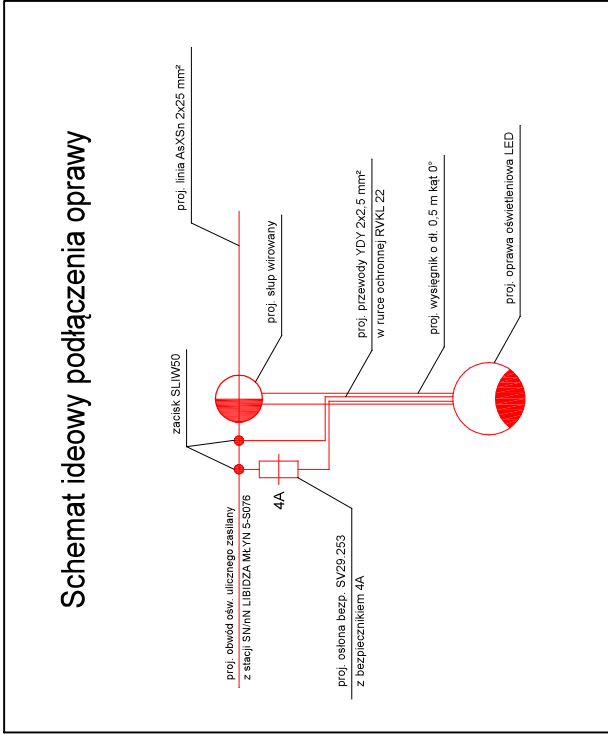 Schemat ideowy podłączenia oprawy
proj. linia AsXSn 2x25 mm²
zacisk SLIW50
proj. słup wirowany
proj. obwód ośw. ulicznego zasilany
z stacji SN/nN LIBIDZA MŁYN 5-S076
4A
proj. osłona bezp. SV29.253
z bezpiecznikiem 4A
proj. przewody YDY 2x2,5 mm²
w rurce ochronnej RVKL 22
proj. wysięgnik o dł. 0,5 m kąt 0°
proj. oprawa oświetleniowa LED